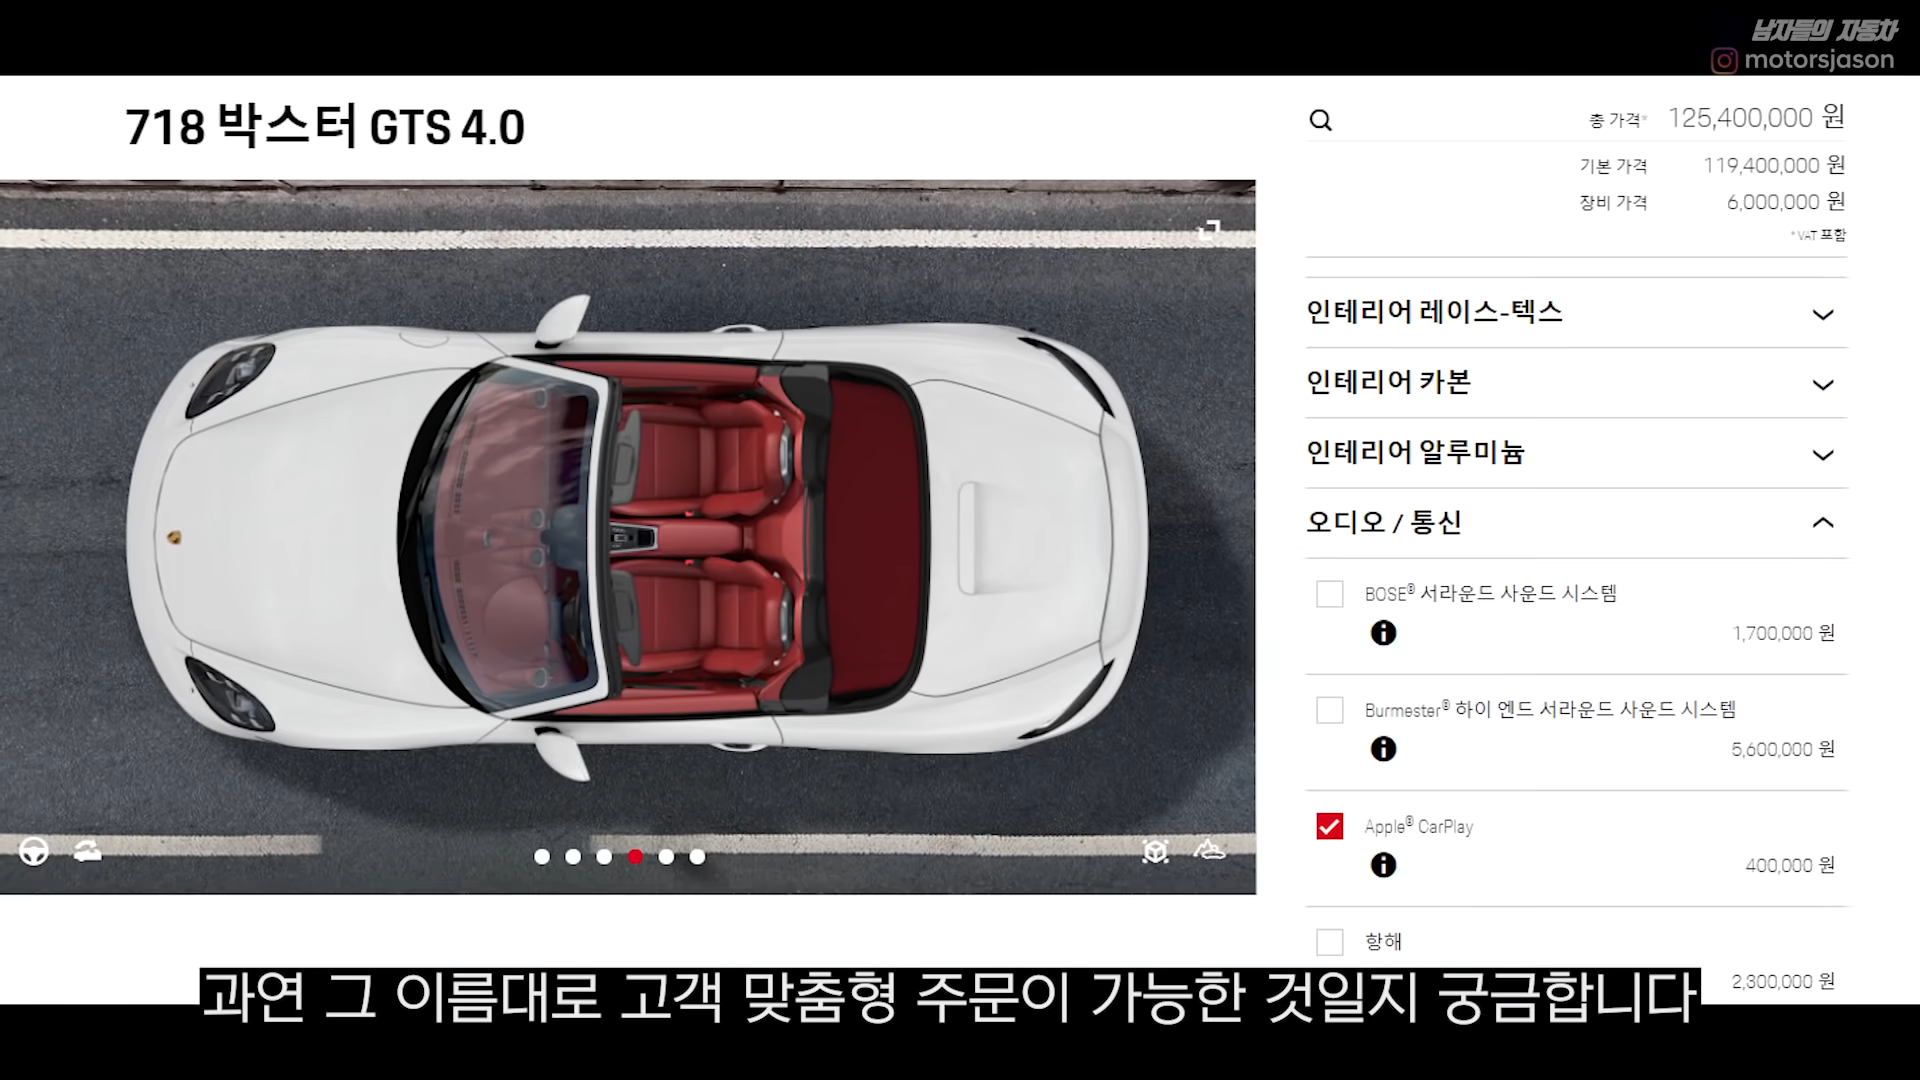 남자들의 자동차
motorsjason
718 박스터 GTS 4.0
총 가격* 125,400,000 원
기본 가격 119,400,000 원
장비 가격 6,000,000 원
*VAT 포함
인테리어 레이스-텍스
인테리어 카본
인테리어 알루미늄
오디오 / 통신
BOSE® 서라운드 사운드 시스템
1,700,000 원
Burmester® 하이 엔드 서라운드 사운드 시스템
5,600,000 원
Apple® CarPlay
400,000 원
항해
2,300,000 원
과연 그 이름대로 고객 맞춤형 주문이 가능한 것일지 궁금합니다